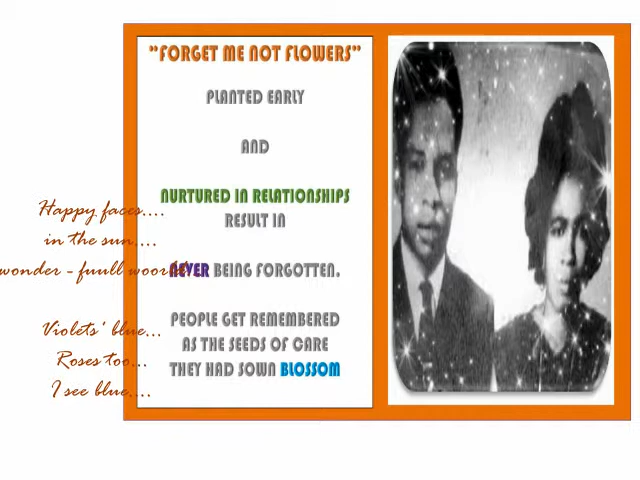 "FORGET ME NOT FLOWERS"
PLANTED EARLY
AND
NURTURED IN RELATIONSHIPS
RESULT IN
NEVER BEING FORGOTTEN.
PEOPLE GET REMEMBERED
AS THE SEEDS OF CARE
THEY HAD SOWN BLOSSOM
Happy faces....
in the sun....
wonder - fuull woorld
Violets' blue...
Roses too...
I see blue....